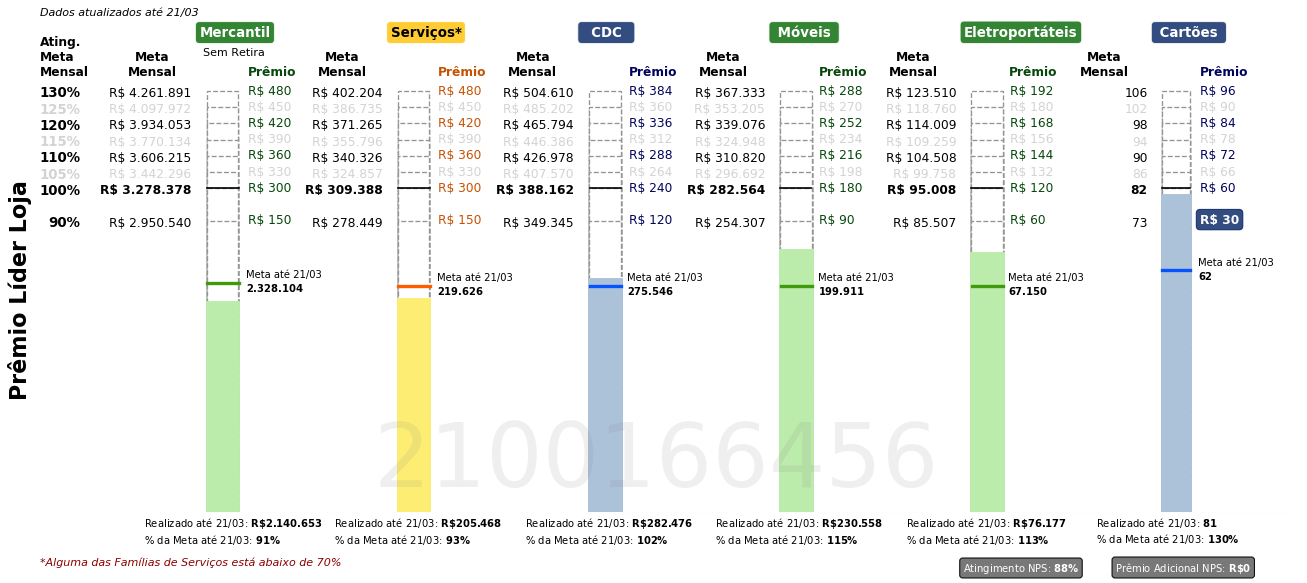 Dados atualizados até 21/03
Mercantil Serviços* CDC Móveis Eletroportáteis Cartões
Sem Retira
Ating. Meta Mensal Meta Mensal Prêmio Meta Mensal Prêmio Meta Mensal Prêmio Meta Mensal Prêmio Meta Mensal Prêmio Meta Mensal Prêmio
130% R$ 4.261.891 R$ 480 R$ 402.204 R$ 480 R$ 504.610 R$ 384 R$ 367.333 R$ 288 R$ 123.510 R$ 192 106 R$ 96
125% R$ 4.097.972 R$ 450 R$ 386.735 R$ 450 R$ 485.202 R$ 360 R$ 353.205 R$ 270 R$ 118.760 R$ 180 102 R$ 90
120% R$ 3.934.053 R$ 420 R$ 371.265 R$ 420 R$ 465.794 R$ 336 R$ 339.076 R$ 252 R$ 114.009 R$ 168 98 R$ 84
115% R$ 3.770.134 R$ 390 R$ 355.796 R$ 390 R$ 446.386 R$ 312 R$ 324.948 R$ 234 R$ 109.259 R$ 156 94 R$ 78
110% R$ 3.606.215 R$ 360 R$ 340.326 R$ 360 R$ 426.978 R$ 288 R$ 310.820 R$ 216 R$ 104.508 R$ 144 90 R$ 72
105% R$ 3.442.296 R$ 330 R$ 324.857 R$ 330 R$ 407.570 R$ 264 R$ 296.692 R$ 198 R$ 99.758 R$ 132 86 R$ 66
100% R$ 3.278.378 R$ 300 R$ 309.388 R$ 300 R$ 388.162 R$ 240 R$ 282.564 R$ 180 R$ 95.008 R$ 120 82 R$ 60
90% R$ 2.950.540 R$ 150 R$ 278.449 R$ 150 R$ 349.345 R$ 120 R$ 254.307 R$ 90 R$ 85.507 R$ 60 73 R$ 30
Prêmio Líder Loja
Meta até 21/03 Meta até 21/03 Meta até 21/03 Meta até 21/03 Meta até 21/03 Meta até 21/03
2.328.104 219.626 275.546 199.911 67.150 62
2100166456
Realizado até 21/03: R$2.140.653 Realizado até 21/03: R$205.468 Realizado até 21/03: R$282.476 Realizado até 21/03: R$230.558 Realizado até 21/03: R$76.177 Realizado até 21/03: 81
% da Meta até 21/03: 91% % da Meta até 21/03: 93% % da Meta até 21/03: 102% % da Meta até 21/03: 115% % da Meta até 21/03: 113% % da Meta até 21/03: 130%
*Alguma das Famílias de Serviços está abaixo de 70%
Atingimento NPS: 88% Prêmio Adicional NPS: R$0